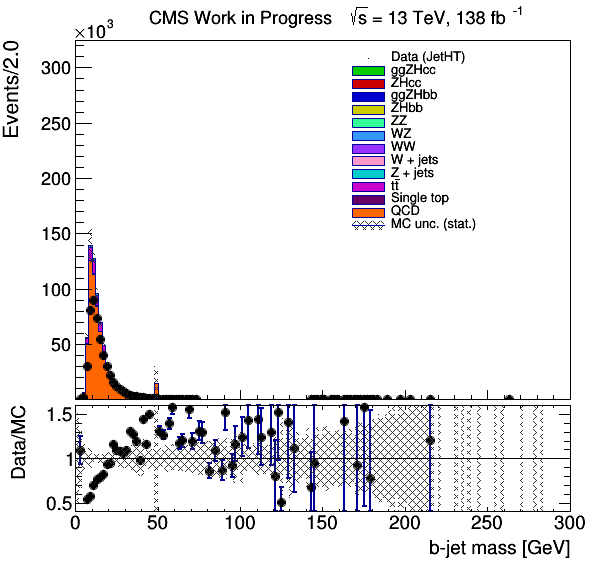 CMS Work in Progress √s = 13 TeV, 138 fb⁻¹
×10³
Events/2.0
300
250
200
150
100
50
Data (JetHT)
ggZHcc
ZHcc
ggZHbb
ZHbb
ZZ
WZ
WW
W + jets
Z + jets
tt̄
Single top
QCD
MC unc. (stat.)
Data/MC
1.5
1
0.5
0 50 100 150 200 250 300
b-jet mass [GeV]